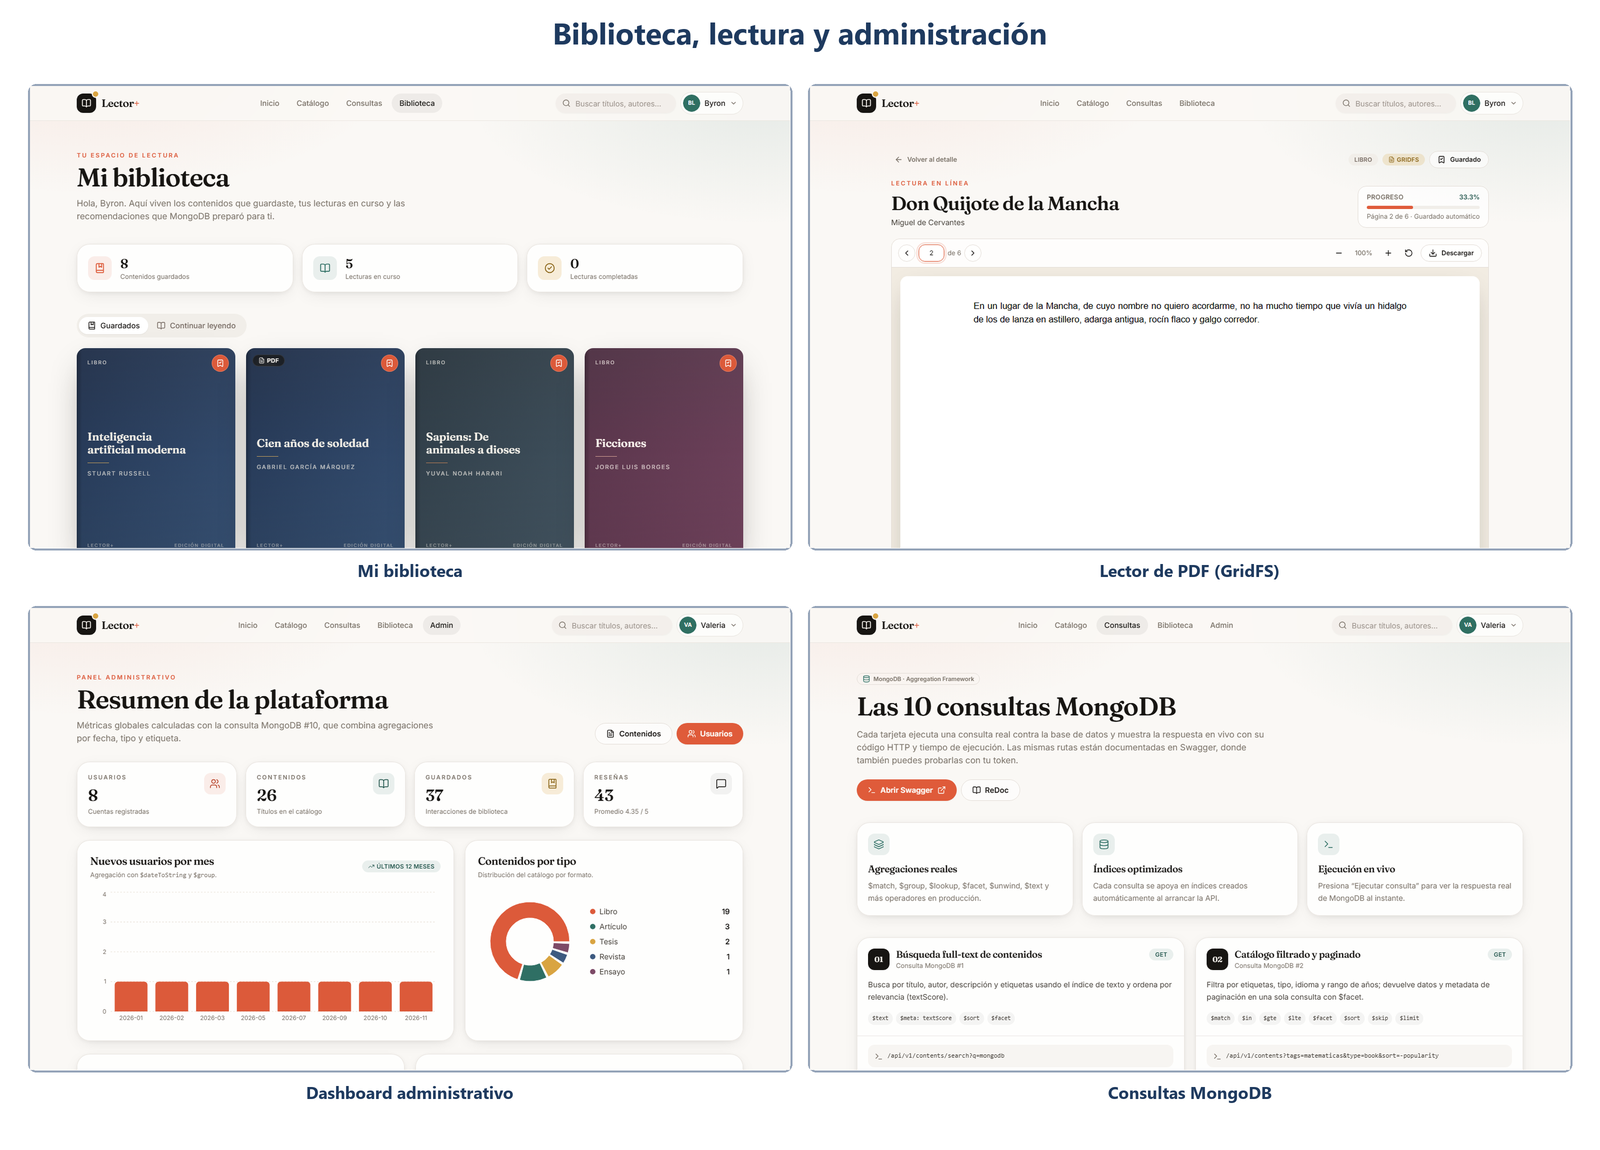 Biblioteca, lectura y administración
Lector+
Inicio Catálogo Consultas Biblioteca
Buscar títulos, autores...
BL Byron
TU ESPACIO DE LECTURA
Mi biblioteca
Hola, Byron. Aquí viven los contenidos que guardaste, tus lecturas en curso y las
recomendaciones que MongoDB preparó para ti.
8
Contenidos guardados
5
Lecturas en curso
0
Lecturas completadas
Guardados Continuar leyendo
LIBRO
Inteligencia
artificial moderna
STUART RUSSELL
LECTOR+ EDICIÓN DIGITAL
PDF
Cien años de soledad
GABRIEL GARCÍA MÁRQUEZ
LECTOR+ EDICIÓN DIGITAL
LIBRO
Sapiens: De
animales a dioses
YUVAL NOAH HARARI
LECTOR+ EDICIÓN DIGITAL
LIBRO
Ficciones
JORGE LUIS BORGES
LECTOR+ EDICIÓN DIGITAL
Mi biblioteca
Lector+
Inicio Catálogo Consultas Biblioteca
Buscar títulos, autores...
BL Byron
Volver al detalle
LIBRO GRIDFS Guardado
LECTURA EN LÍNEA
Don Quijote de la Mancha
Miguel de Cervantes
PROGRESO 33.3%
Página 2 de 6 · Guardado automático
2 de 6
100%
Descargar
En un lugar de la Mancha, de cuyo nombre no quiero acordarme, no ha mucho tiempo que vivía un hidalgo
de los de lanza en astillero, adarga antigua, rocín flaco y galgo corredor.
Lector de PDF (GridFS)
Lector+
Inicio Catálogo Consultas Biblioteca Admin
Buscar títulos, autores...
VA Valeria
PANEL ADMINISTRATIVO
Resumen de la plataforma
Métricas globales calculadas con la consulta MongoDB #10, que combina agregaciones
por fecha, tipo y etiqueta.
Contenidos Usuarios
USUARIOS
8
Cuentas registradas
CONTENIDOS
26
Títulos en el catálogo
GUARDADOS
37
Interacciones de biblioteca
RESEÑAS
43
Promedio 4.35 / 5
Nuevos usuarios por mes
Agregación con $dateToString y $group.
ÚLTIMOS 12 MESES
4
3
2
1
0
2026-01 2026-02 2026-03 2026-05 2026-07 2026-09 2026-10 2026-11
Contenidos por tipo
Distribución del catálogo por formato.
Libro 19
Artículo 3
Tesis 2
Revista 1
Ensayo 1
Dashboard administrativo
Lector+
Inicio Catálogo Consultas Biblioteca Admin
Buscar títulos, autores...
VA Valeria
MongoDB · Aggregation Framework
Las 10 consultas MongoDB
Cada tarjeta ejecuta una consulta real contra la base de datos y muestra la respuesta en vivo con su
código HTTP y tiempo de ejecución. Las mismas rutas están documentadas en Swagger, donde
también puedes probarlas con tu token.
Abrir Swagger ReDoc
Agregaciones reales
$match, $group, $lookup, $facet, $unwind, $text y
más operadores en producción.
Índices optimizados
Cada consulta se apoya en índices creados
automáticamente al arrancar la API.
Ejecución en vivo
Presiona “Ejecutar consulta” para ver la respuesta real
de MongoDB al instante.
01 Búsqueda full-text de contenidos GET
Consulta MongoDB #1
Busca por título, autor, descripción y etiquetas usando el índice de texto y ordena por
relevancia (textScore).
$text $meta: textScore $sort $facet
>_ /api/v1/contents/search?q=mongodb
02 Catálogo filtrado y paginado GET
Consulta MongoDB #2
Filtra por etiquetas, tipo, idioma y rango de años; devuelve datos y metadata de
paginación en una sola consulta con $facet.
$match $in $gte $lte $facet $sort $skip $limit
>_ /api/v1/contents?tags=matematicas&type=book&sort=-popularity
Consultas MongoDB